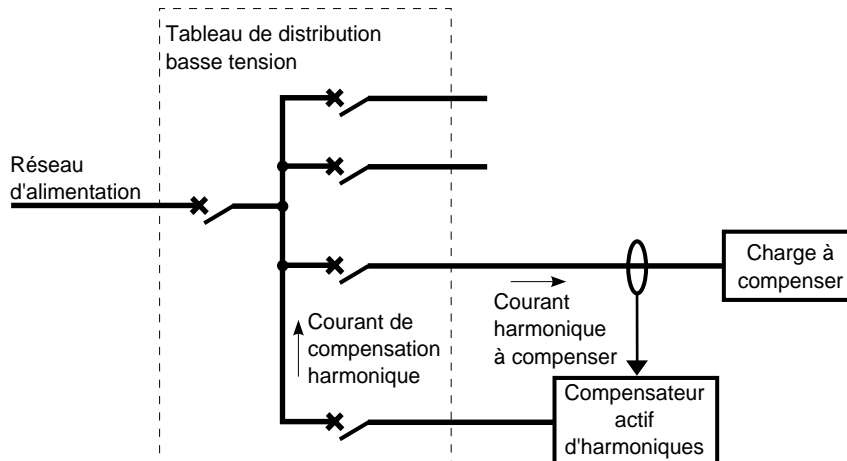 Tableau de distribution
basse tension
Réseau
d'alimentation
Charge à
compenser
Courant
harmonique
à compenser
Courant de
compensation
harmonique
Compensateur
actif
d'harmoniques